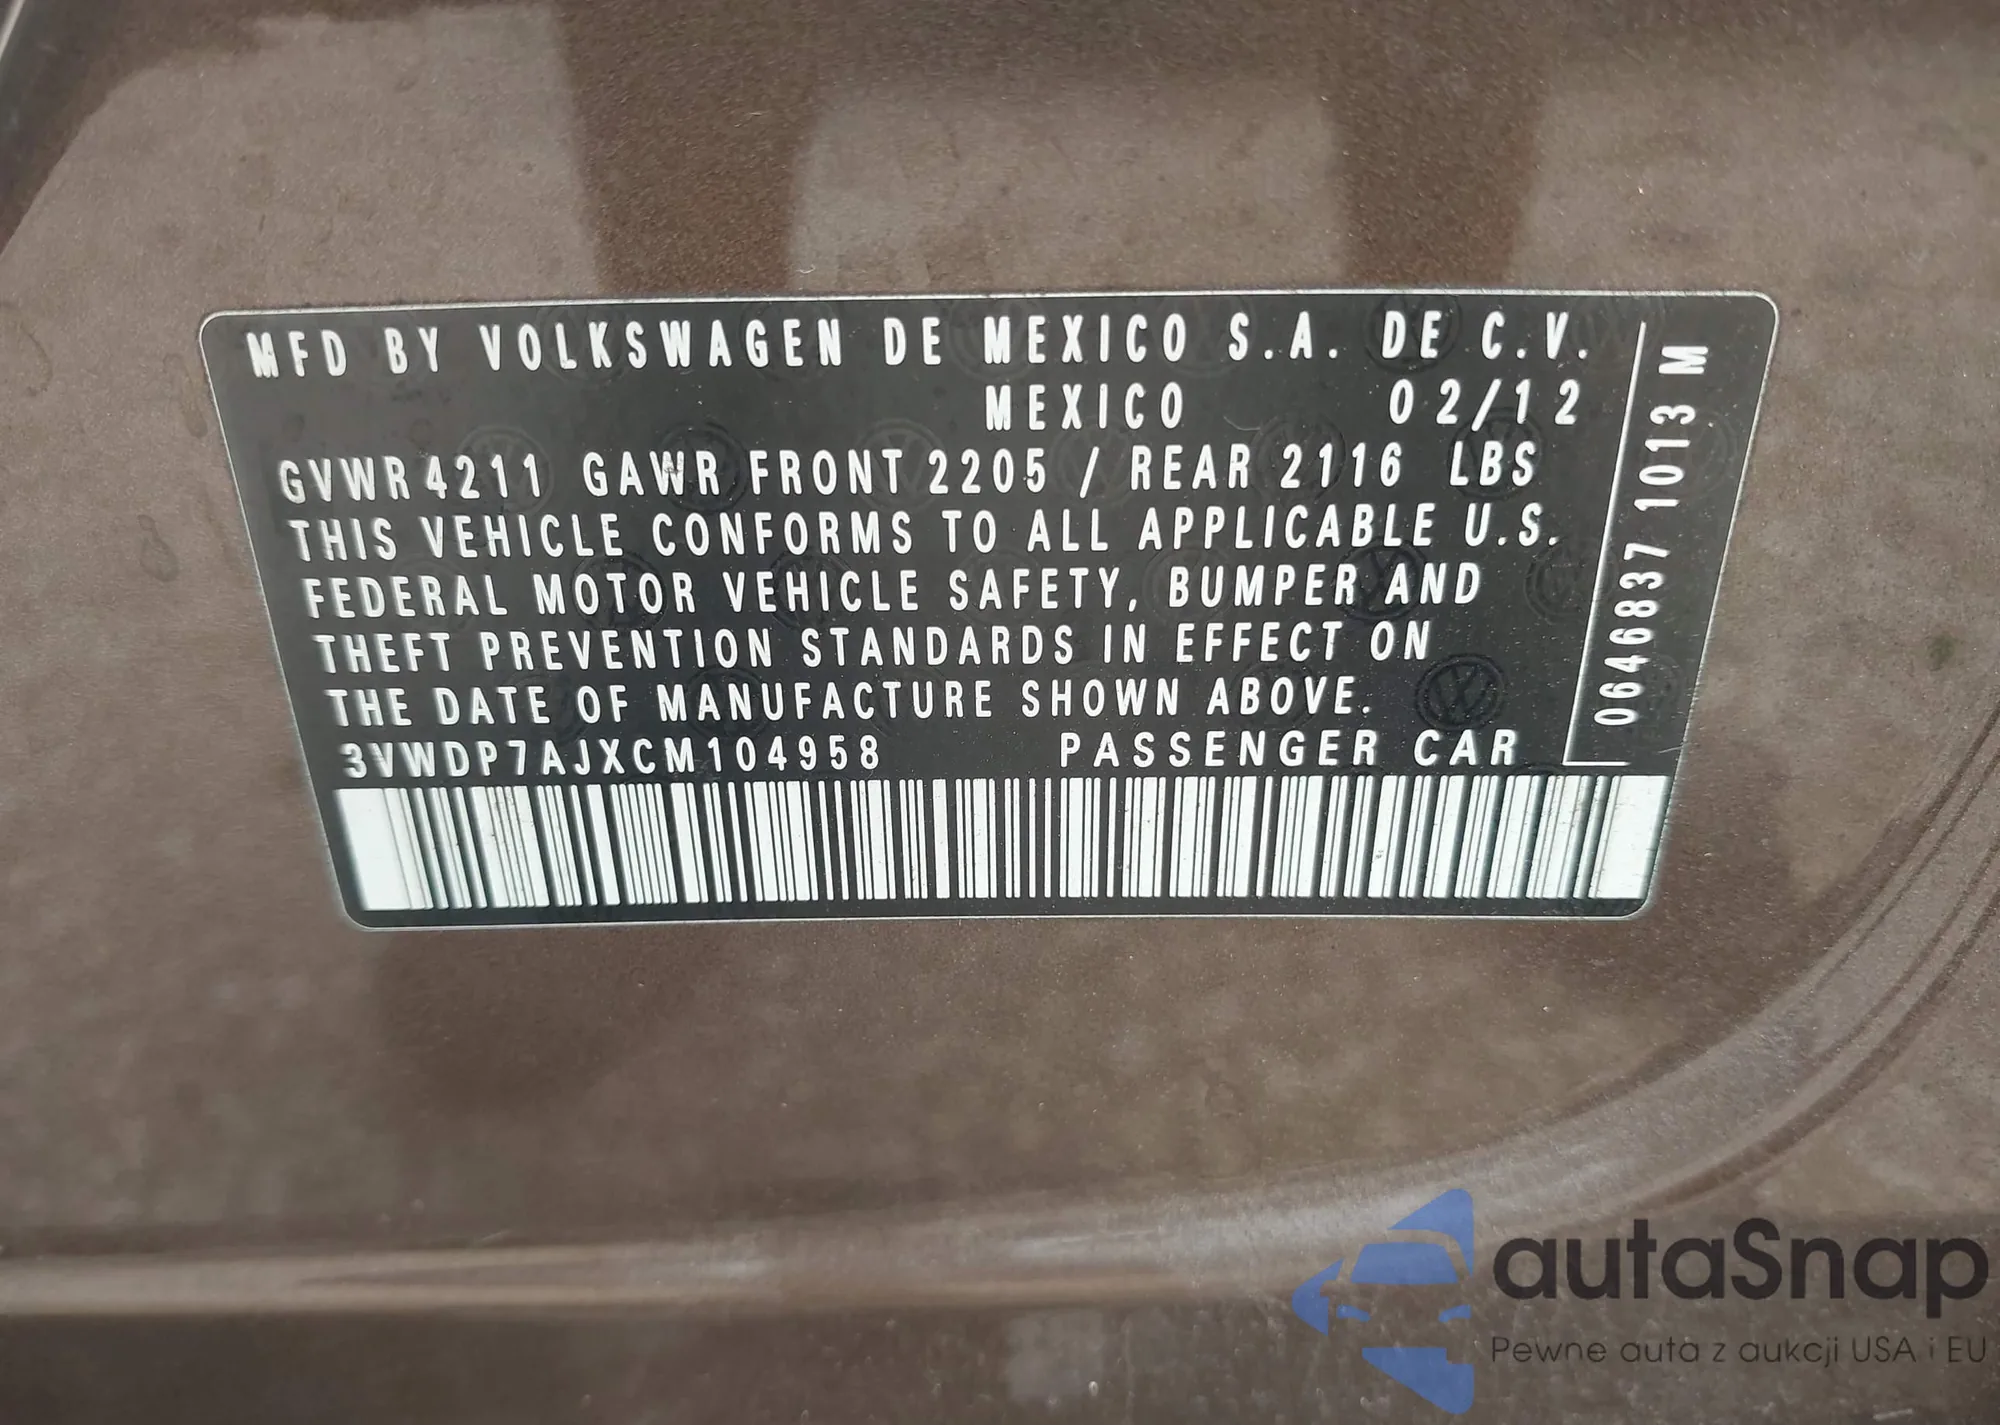 MFD BY VOLKSWAGEN DE MEXICO S.A. DE C.V.
MEXICO 02/12
GVWR 4211 GAWR FRONT 2205 / REAR 2116 LBS
THIS VEHICLE CONFORMS TO ALL APPLICABLE U.S.
FEDERAL MOTOR VEHICLE SAFETY, BUMPER AND
THEFT PREVENTION STANDARDS IN EFFECT ON
THE DATE OF MANUFACTURE SHOWN ABOVE.
3VWDP7AJXCM104958 PASSENGER CAR
0646837 1013 M
autaSnap
Pewne auta z aukcji USA i EU